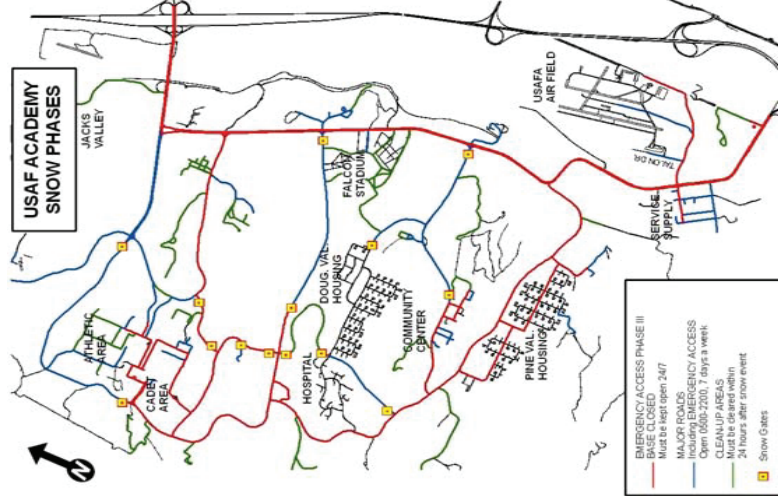 USAF ACADEMY
SNOW PHASES
JACKS
VALLEY
USAFA
AIR FIELD
ATHLETIC
AREA
FALCON
STADIUM
TALON DR.
CADET
AREA
DOUG. VAL.
HOUSING
SERVICE
SUPPLY
HOSPITAL
COMMUNITY
CENTER
PINE VAL.
HOUSING
N
EMERGENCY ACCESS PHASE III
BASE CLOSED
Must be kept open 24/7
MAJOR ROADS
Including EMERGENCY ACCESS
Open 0500-2200, 7 days a week
CLEAN-UP AREAS
Must be cleared within
24 hours after snow event
Snow Gates